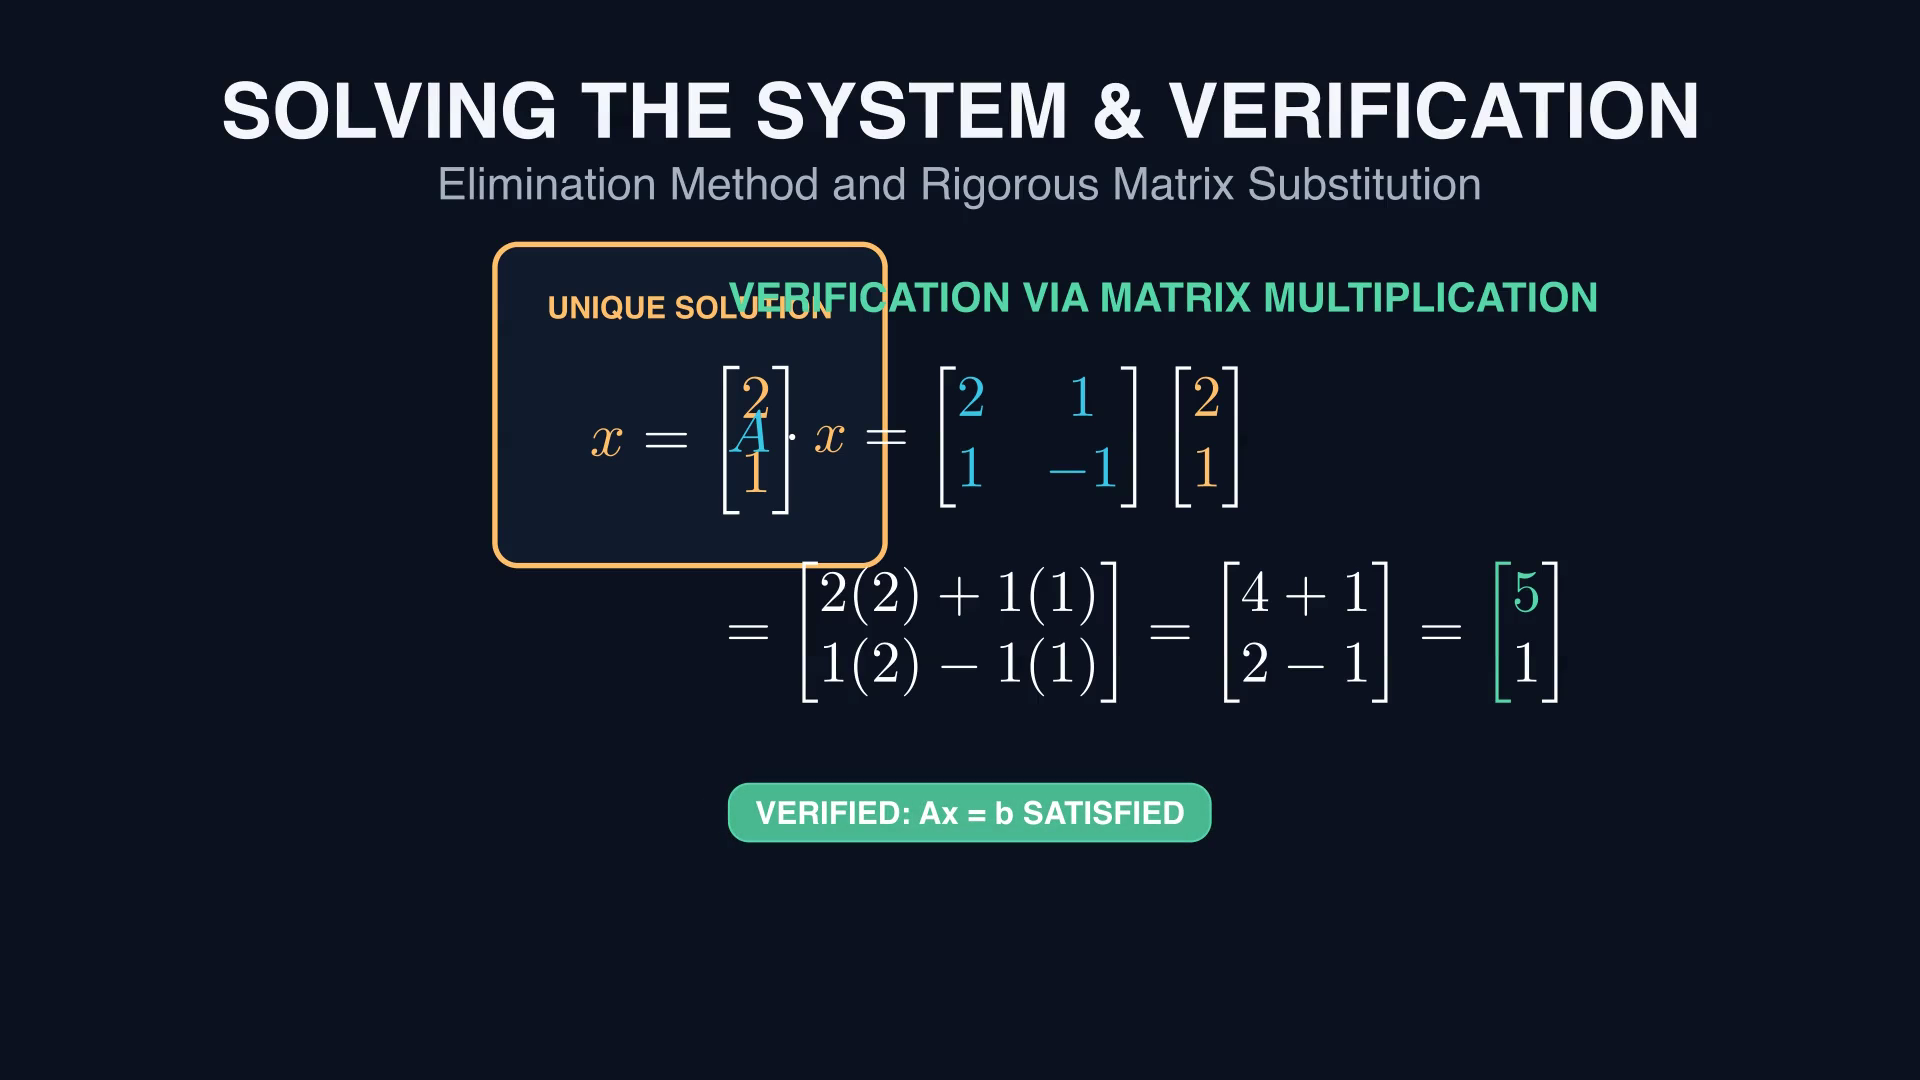 SOLVING THE SYSTEM & VERIFICATION
Elimination Method and Rigorous Matrix Substitution
UNIQUE SOLUTION
x = [2 1]
VERIFICATION VIA MATRIX MULTIPLICATION
A · x = [2 1; 1 −1] [2; 1]
= [2(2) + 1(1); 1(2) − 1(1)] = [4 + 1; 2 − 1] = [5; 1]
VERIFIED: Ax = b SATISFIED